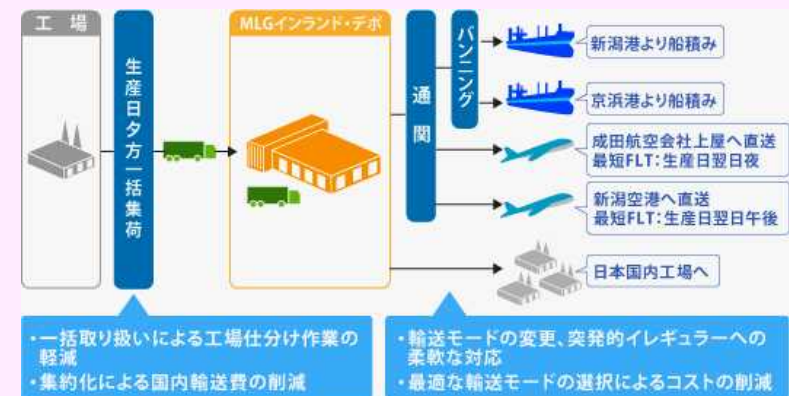 工場
生産日夕方一括集荷
MLGインランド・デポ
通関
バンニング
新潟港より船積み
京浜港より船積み
成田航空会社上屋へ直送
最短FLT：生産日翌日夜
新潟空港へ直送
最短FLT：生産日翌日午後
日本国内工場へ
・一括取り扱いによる工場仕分け作業の
軽減
・集約化による国内輸送費の削減
・輸送モードの変更、突発的イレギュラーへの
柔軟な対応
・最適な輸送モードの選択によるコストの削減